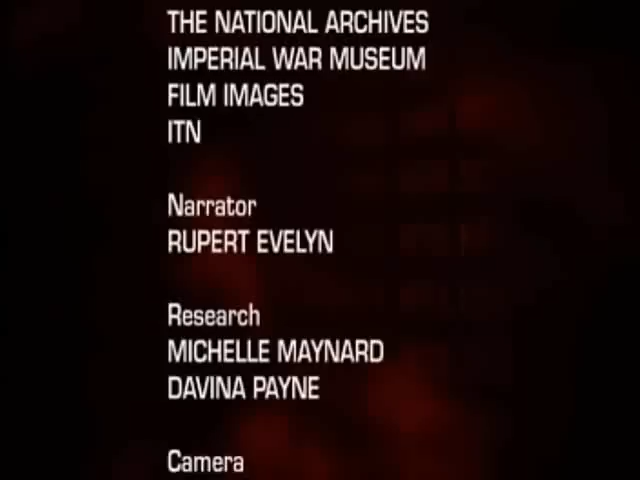 THE NATIONAL ARCHIVES
IMPERIAL WAR MUSEUM
FILM IMAGES
ITN
Narrator
RUPERT EVELYN
Research
MICHELLE MAYNARD
DAVINA PAYNE
Camera